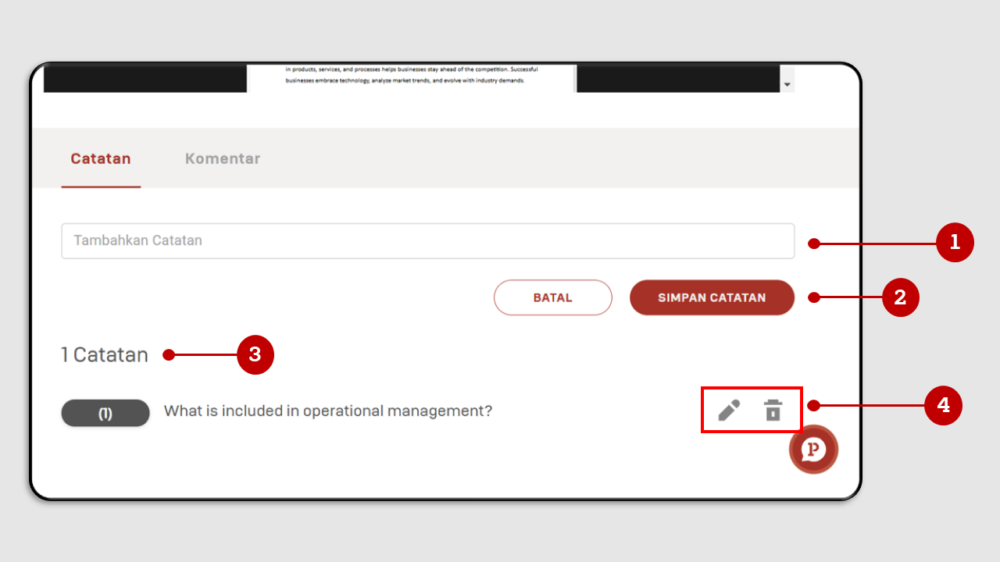 in products, services, and processes helps businesses stay ahead of the competition. Successful
businesses embrace technology, analyze market trends, and evolve with industry demands.
Catatan Komentar
Tambahkan Catatan
1
BATAL SIMPAN CATATAN
2
1 Catatan
3
(1) What is included in operational management?
4
P